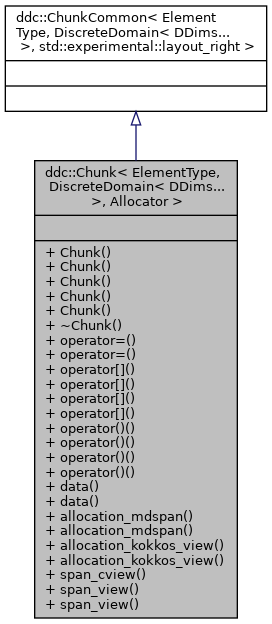 ddc::ChunkCommon< Element
Type, DiscreteDomain< DDims...
>, std::experimental::layout_right >
ddc::Chunk< ElementType,
DiscreteDomain< DDims...
>, Allocator >
+ Chunk()
+ Chunk()
+ Chunk()
+ Chunk()
+ Chunk()
+ ~Chunk()
+ operator=()
+ operator=()
+ operator[]()
+ operator[]()
+ operator[]()
+ operator[]()
+ operator()()
+ operator()()
+ operator()()
+ operator()()
+ data()
+ data()
+ allocation_mdspan()
+ allocation_mdspan()
+ allocation_kokkos_view()
+ allocation_kokkos_view()
+ span_cview()
+ span_view()
+ span_view()